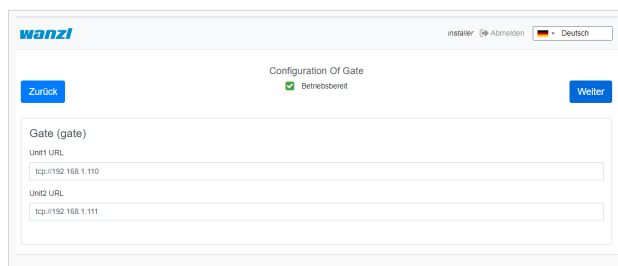 wanzl
installer Abmelden Deutsch
Configuration Of Gate
Zurück
Betriebsbereit
Weiter
Gate (gate)
Unit1 URL
tcp://192.168.1.110
Unit2 URL
tcp://192.168.1.111